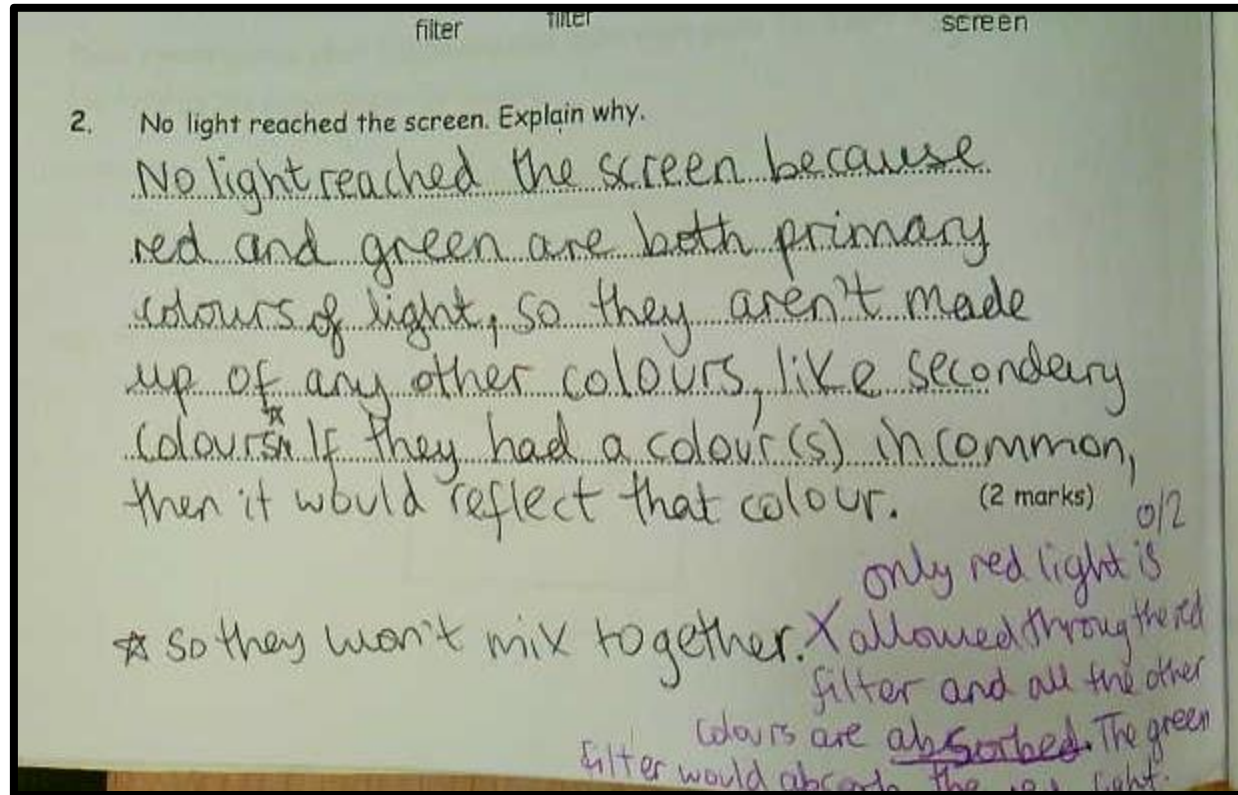 filter filter screen
2. No light reached the screen. Explain why.
No light reached the screen because
red and green are both primary
colours of light, so they aren't made
up of any other colours, like secondary
colours☆. If they had a colour(s) in common,
then it would reflect that colour. (2 marks) 0/2
only red light is
☆ so they won't mix together. X allowed throug the red
filter and all the other
colours are absorbed. The green
filter would absorb the red light.